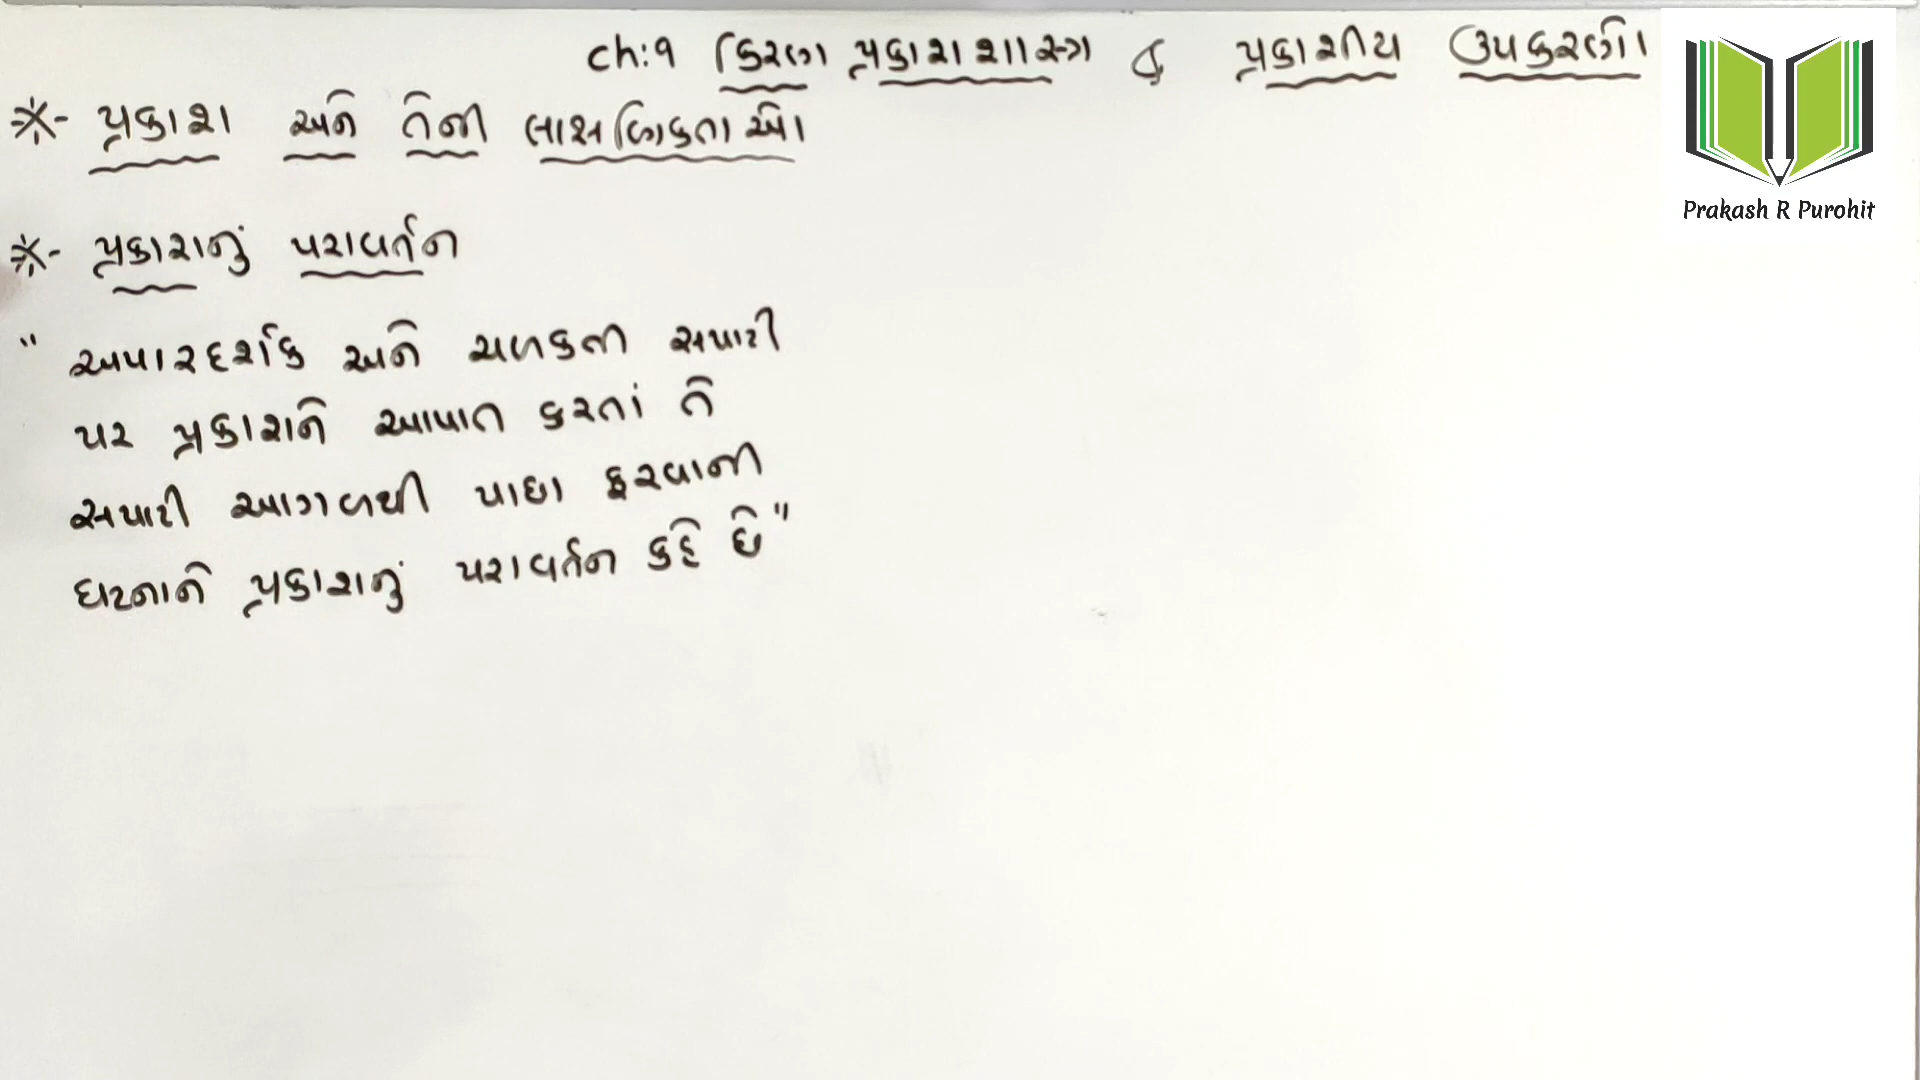 ch:9 કિરણ પ્રકાશશાસ્ત્ર & પ્રકાશીય ઉપકરણો
※- પ્રકાશ અને તેની લાક્ષણિકતાઓ
※- પ્રકાશનું પરાવર્તન
" અપારદર્શક અને ચળકતી સપાટી
પર પ્રકાશને આપાત કરતાં તે
સપાટી આગળથી પાછા ફરવાની
ઘટનાને પ્રકાશનું પરાવર્તન કહે છે"
Prakash R Purohit